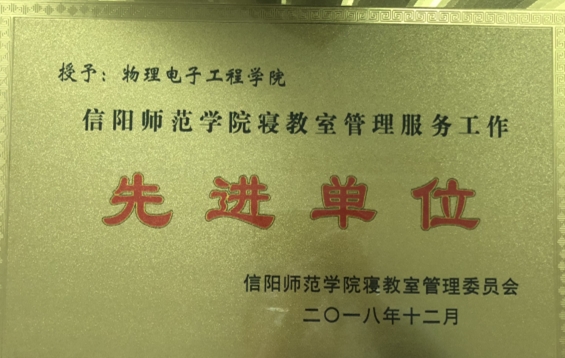 授予：物理电子工程学院
信阳师范学院寝教室管理服务工作
先进单位
信阳师范学院寝教室管理委员会
二〇一八年十二月